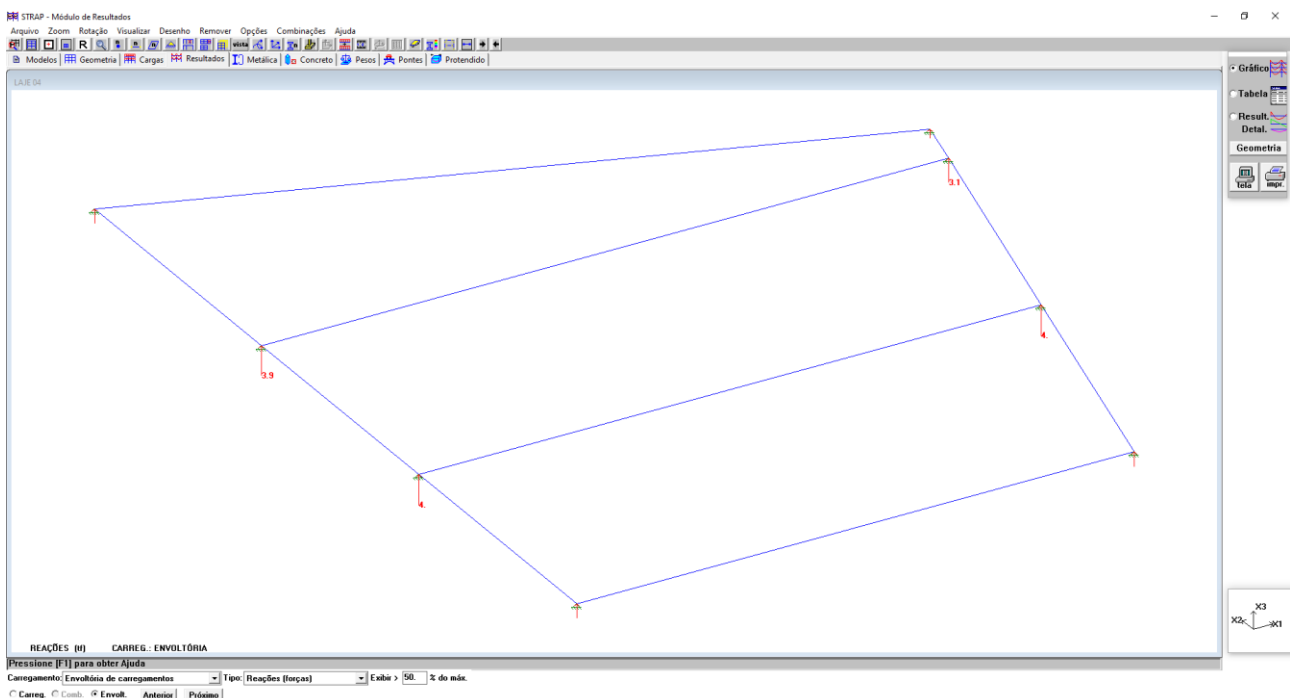 STRAP - Módulo de Resultados
Arquivo Zoom Rotação Visualizar Desenho Remover Opções Combinações Ajuda
R vista
Modelos Geometria Cargas Resultados Metálica Concreto Pesos Pontes Protendido
LAJE 04
Gráfico
Tabela
Result.
Detal.
Geometria
tela impr.
3.1
4.
3.9
4.
X3
X2 X1
REAÇÕES (tf) CARREG.: ENVOLTÓRIA
Pressione [F1] para obter Ajuda
Carregamento: Envoltória de carregamentos Tipo: Reações (forças) Exibir > 50. % do máx.
Carreg. Comb. Envolt. Anterior Próximo